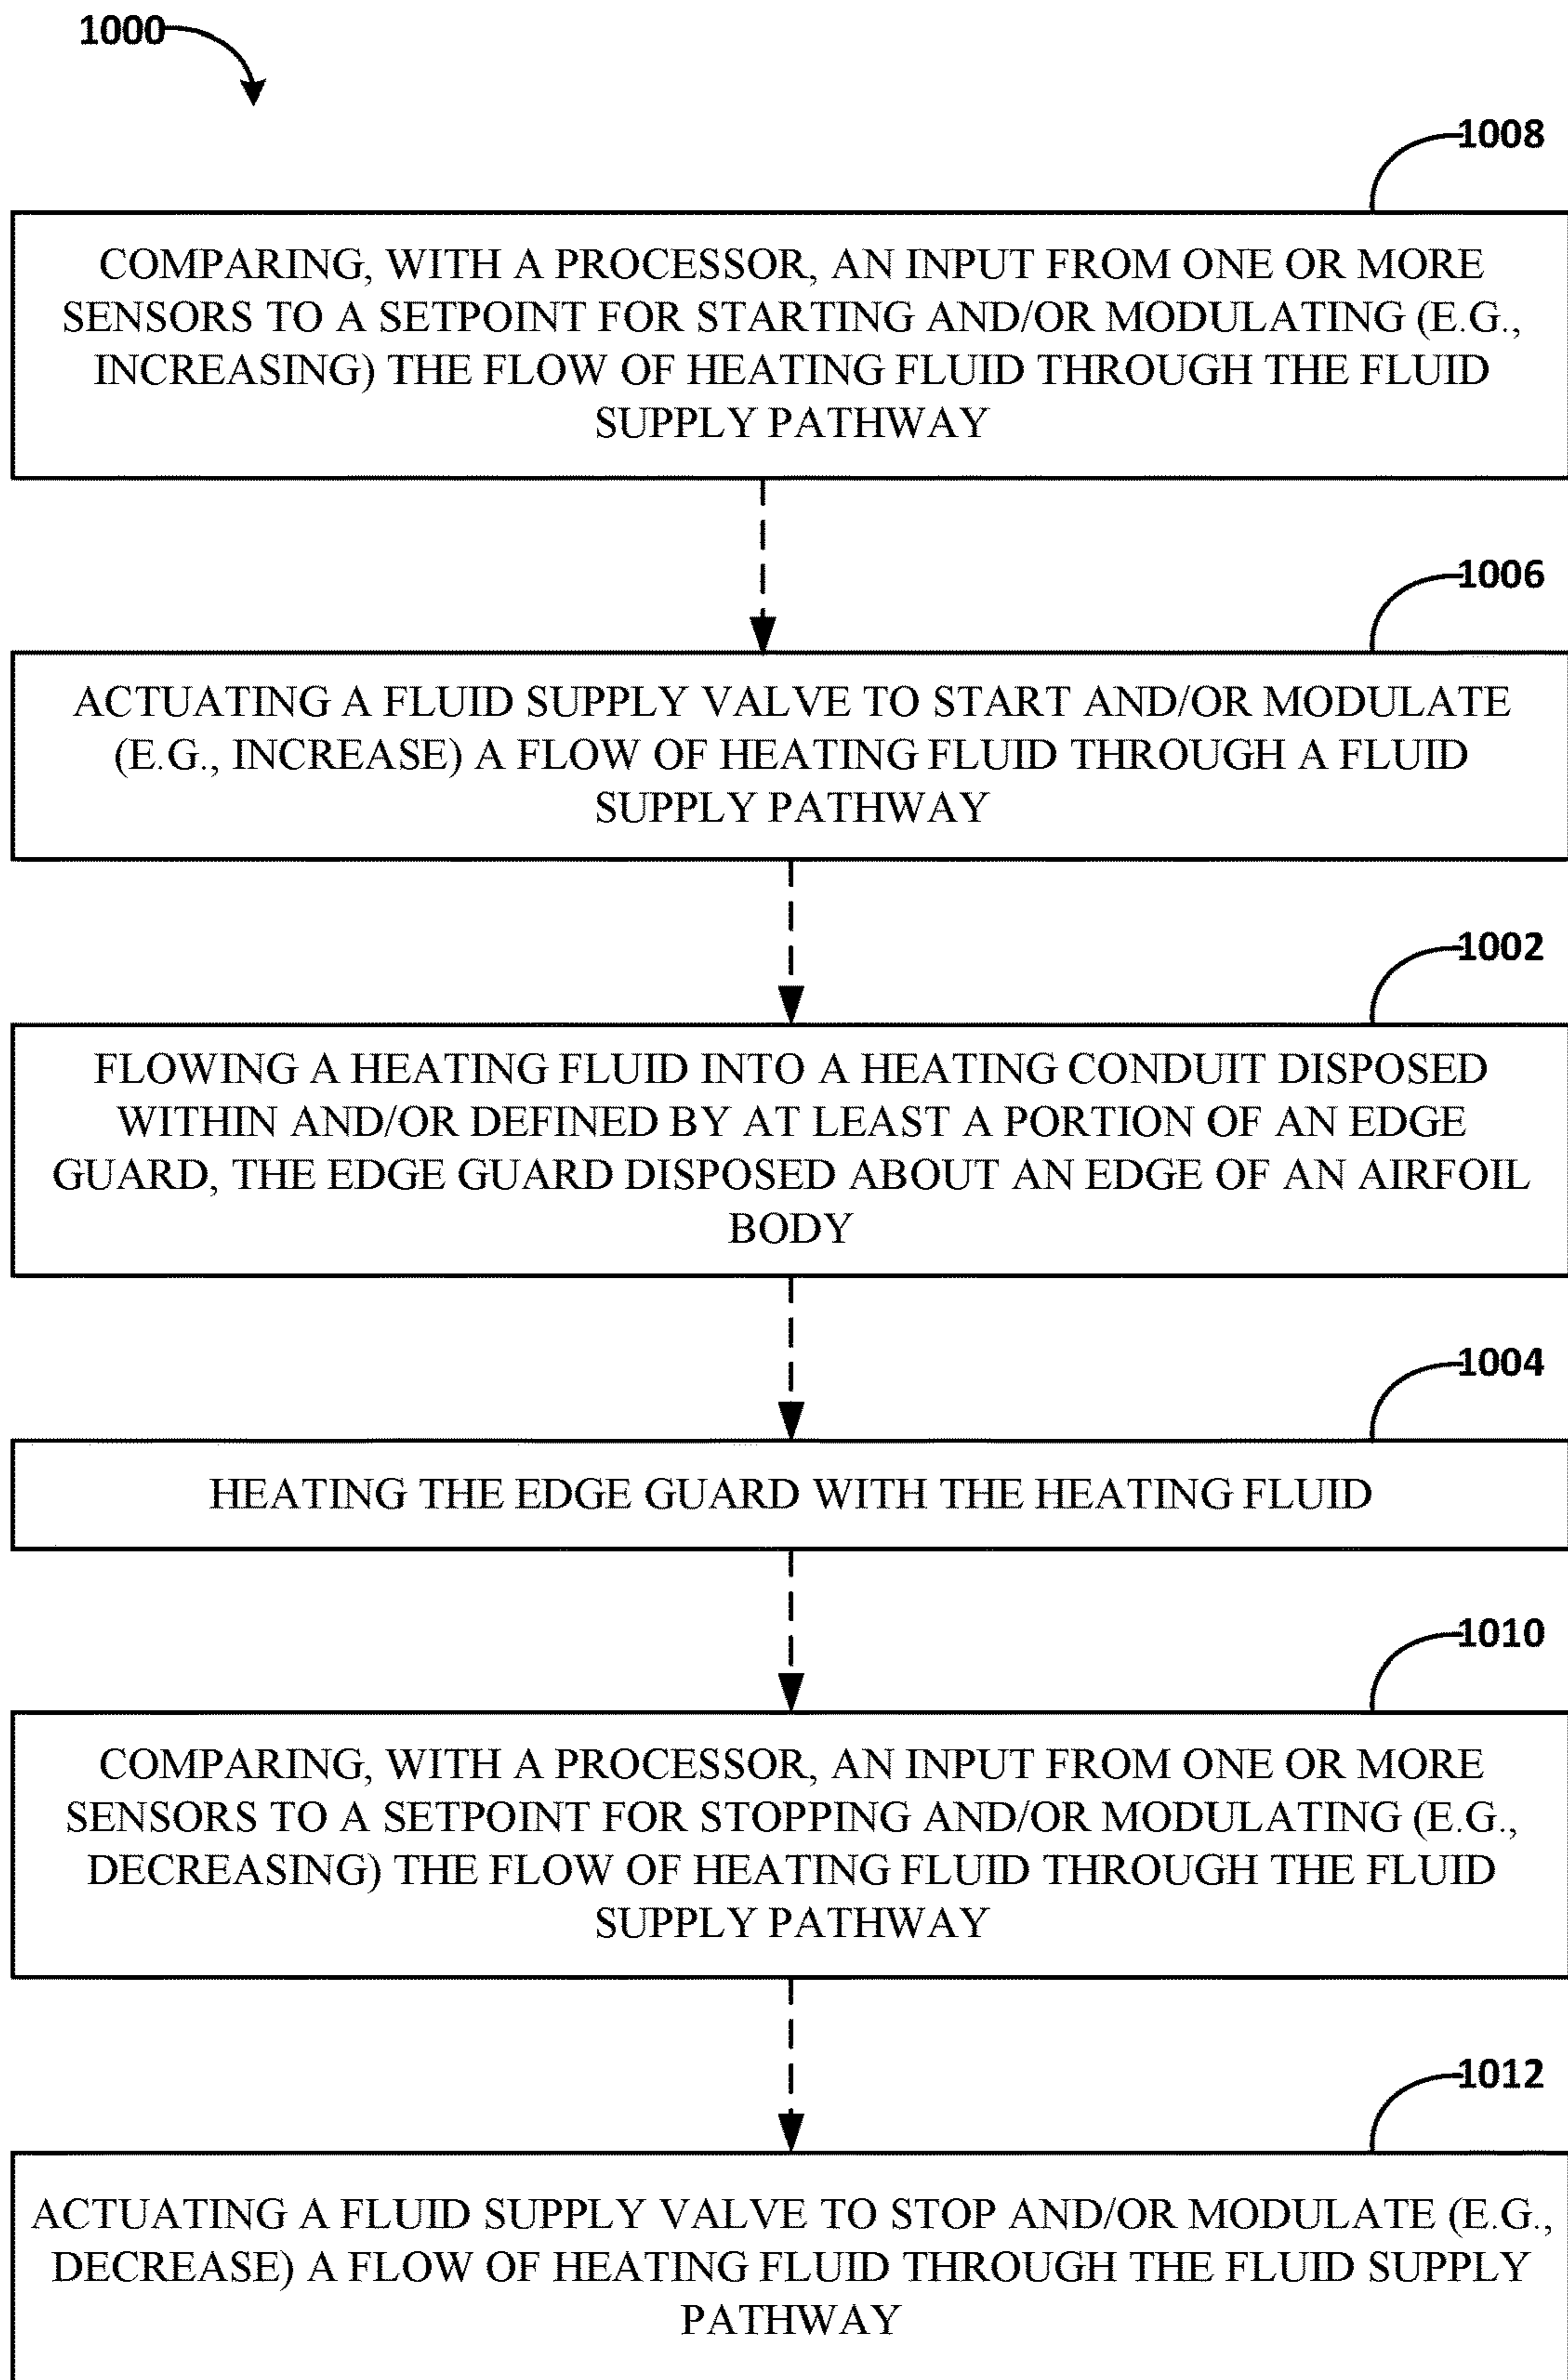 1000
1008
COMPARING, WITH A PROCESSOR, AN INPUT FROM ONE OR MORE
SENSORS TO A SETPOINT FOR STARTING AND/OR MODULATING (E.G.,
INCREASING) THE FLOW OF HEATING FLUID THROUGH THE FLUID
SUPPLY PATHWAY
1006
ACTUATING A FLUID SUPPLY VALVE TO START AND/OR MODULATE
(E.G., INCREASE) A FLOW OF HEATING FLUID THROUGH A FLUID
SUPPLY PATHWAY
1002
FLOWING A HEATING FLUID INTO A HEATING CONDUIT DISPOSED
WITHIN AND/OR DEFINED BY AT LEAST A PORTION OF AN EDGE
GUARD, THE EDGE GUARD DISPOSED ABOUT AN EDGE OF AN AIRFOIL
BODY
1004
HEATING THE EDGE GUARD WITH THE HEATING FLUID
1010
COMPARING, WITH A PROCESSOR, AN INPUT FROM ONE OR MORE
SENSORS TO A SETPOINT FOR STOPPING AND/OR MODULATING (E.G.,
DECREASING) THE FLOW OF HEATING FLUID THROUGH THE FLUID
SUPPLY PATHWAY
1012
ACTUATING A FLUID SUPPLY VALVE TO STOP AND/OR MODULATE (E.G.,
DECREASE) A FLOW OF HEATING FLUID THROUGH THE FLUID SUPPLY
PATHWAY